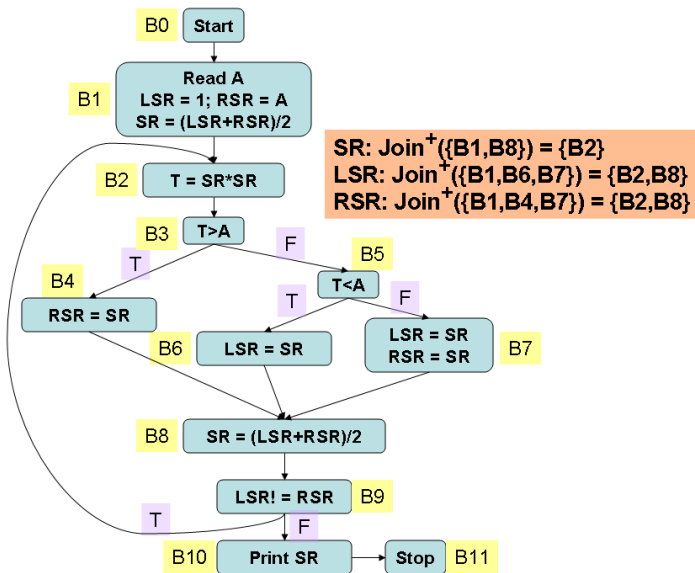 B0
Start
B1
Read A
LSR = 1; RSR = A
SR = (LSR+RSR)/2
SR: Join+({B1,B8}) = {B2}
LSR: Join+({B1,B6,B7}) = {B2,B8}
RSR: Join+({B1,B4,B7}) = {B2,B8}
B2
T = SR*SR
B3
T>A
T
F
B5
T<A
B4
RSR = SR
T
F
B6
LSR = SR
LSR = SR
RSR = SR
B7
B8
SR = (LSR+RSR)/2
LSR! = RSR
B9
T
F
B10
Print SR
Stop
B11